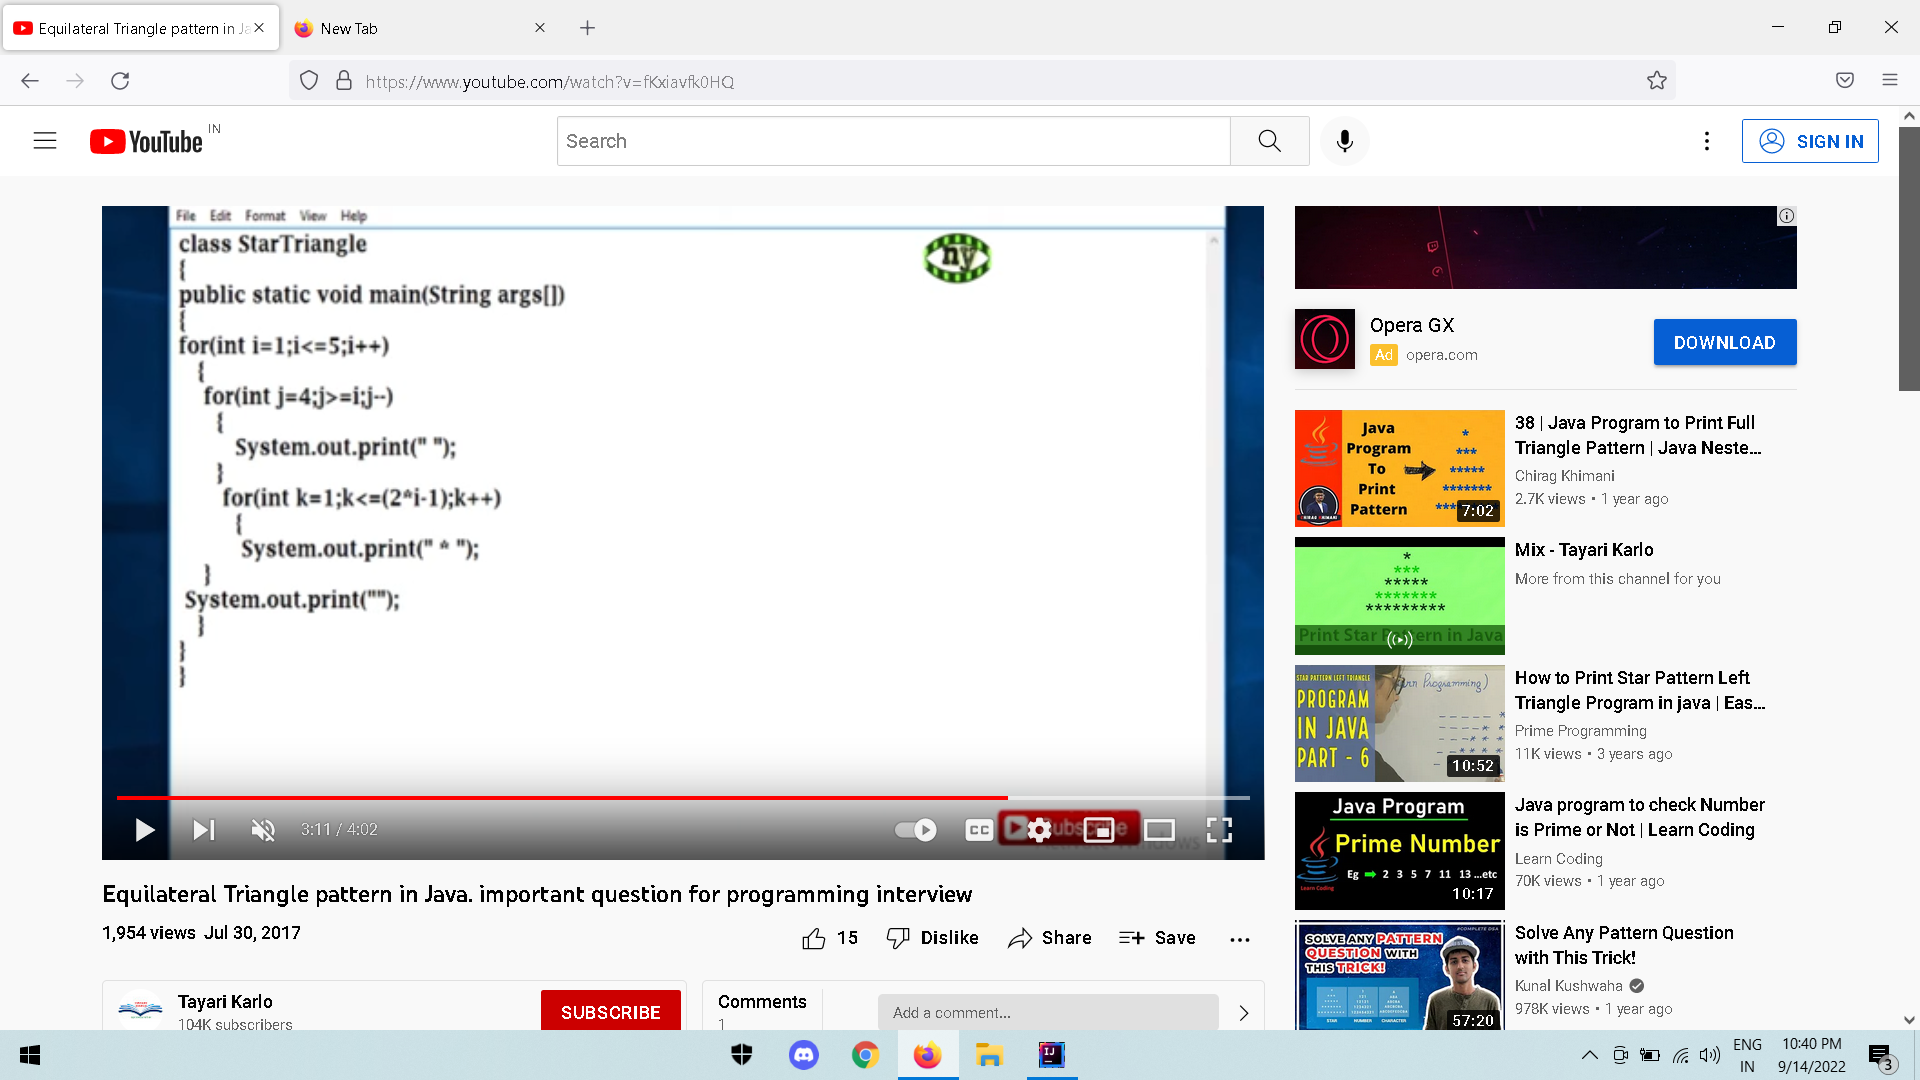 Equilateral Triangle pattern in Ja
New Tab
https://www.youtube.com/watch?v=fKxiavfk0HQ
YouTube IN
Search
SIGN IN
File Edit Format View Help
class StarTriangle
{
ny
public static void main(String args[])
{
for(int i=1;i<=5;i++)
{
for(int j=4;j>=i;j--)
{
System.out.print(" ");
}
for(int k=1;k<=(2*i-1);k++)
{
System.out.print(" * ");
}
System.out.print("");
}
}
}
3:11 / 4:02
CC
Subscribe
Equilateral Triangle pattern in Java. important question for programming interview
1,954 views Jul 30, 2017
15 Dislike Share Save
Tayari Karlo
104K subscribers
SUBSCRIBE
Comments
1
Add a comment...
Opera GX
Ad opera.com
DOWNLOAD
Java
Program
To
Print
Pattern
*
***
*****
*******
7:02
38 | Java Program to Print Full
Triangle Pattern | Java Neste...
Chirag Khimani
2.7K views • 1 year ago
*
***
*****
*******
*********
Print Star Pattern in Java
Mix - Tayari Karlo
More from this channel for you
STAR PATTERN LEFT TRIANGLE
PROGRAM
IN JAVA
PART - 6
Programming)
10:52
How to Print Star Pattern Left
Triangle Program in java | Eas...
Prime Programming
11K views • 3 years ago
Java Program
Prime Number
Eg 2 3 5 7 11 13 ...etc
Learn Coding
10:17
Java program to check Number
is Prime or Not | Learn Coding
Learn Coding
70K views • 1 year ago
#COMPLETE DSA
SOLVE ANY PATTERN
QUESTION WITH
THIS TRICK!
STAR NUMBER CHARACTER
57:20
Solve Any Pattern Question
with This Trick!
Kunal Kushwaha
978K views • 1 year ago
IJ
ENG
IN
10:40 PM
9/14/2022
3